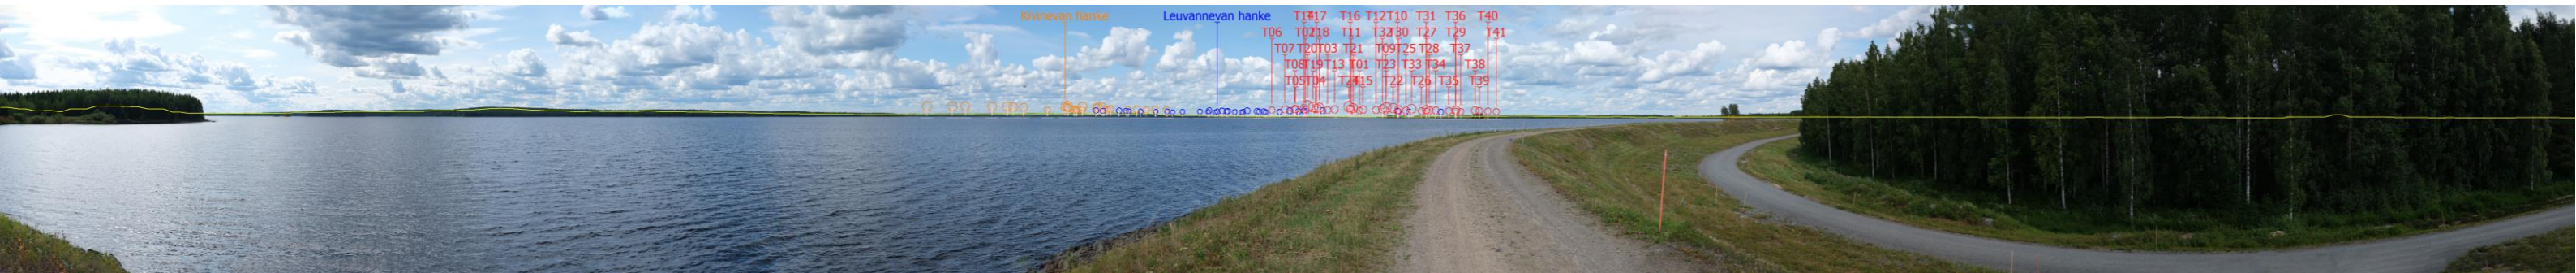 Kivinevan hanke Leuvannevan hanke T14 T17 T16 T12 T10 T31 T36 T40
T06 T02 T18 T11 T32 T30 T27 T29 T41
T07 T20 T03 T21 T09 T25 T28 T37
T08 T19 T13 T01 T23 T33 T34 T38
T05 T04 T24 T15 T22 T26 T35 T39